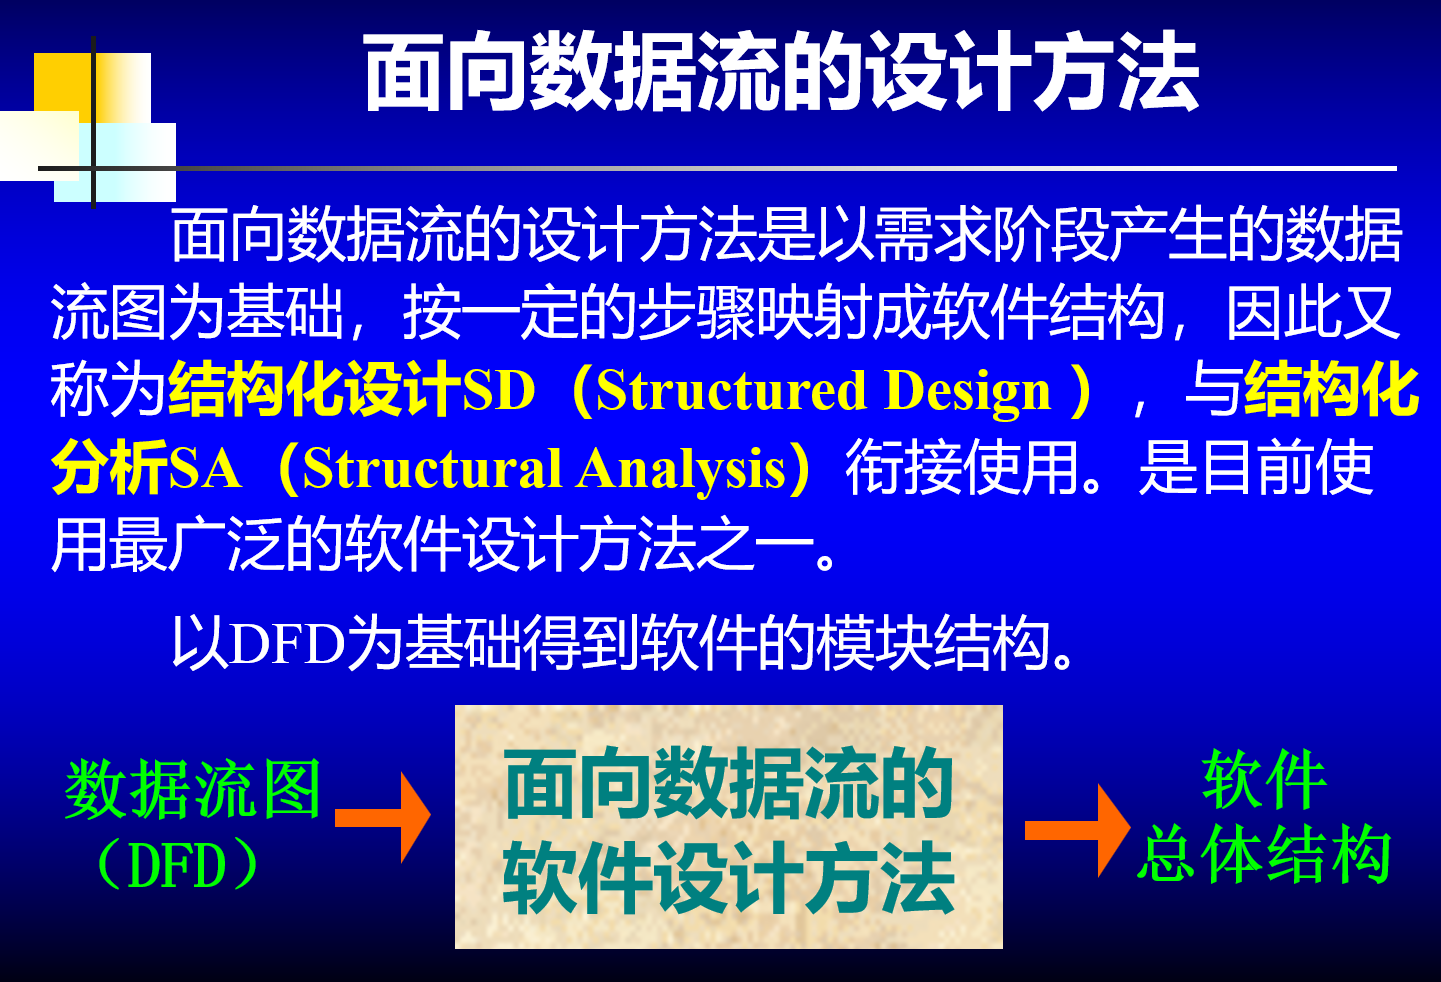 面向数据流的设计方法
面向数据流的设计方法是以需求阶段产生的数据
流图为基础，按一定的步骤映射成软件结构，因此又
称为结构化设计SD（Structured Design ），与结构化
分析SA（Structural Analysis）衔接使用。是目前使
用最广泛的软件设计方法之一。
以DFD为基础得到软件的模块结构。
数据流图
（DFD）
面向数据流的
软件设计方法
软件
总体结构